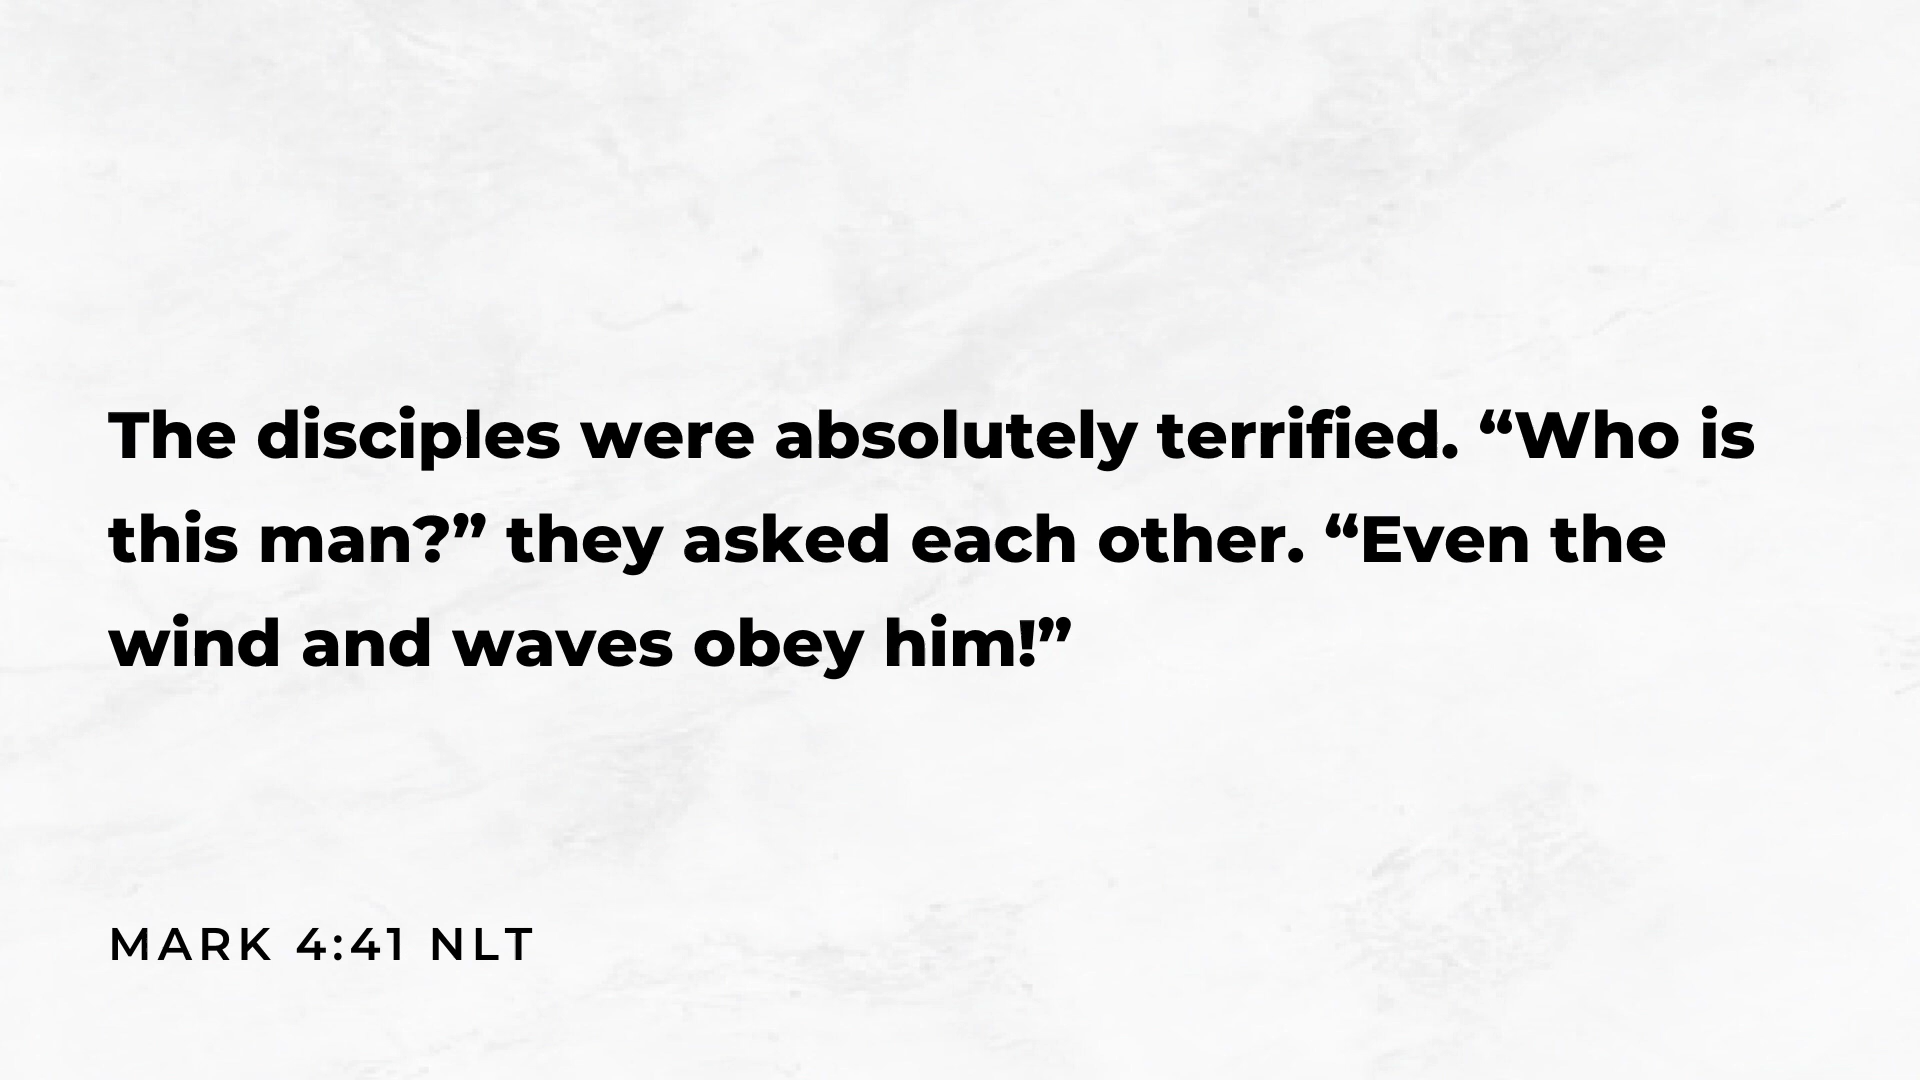 The disciples were absolutely terrified. “Who is
this man?” they asked each other. “Even the
wind and waves obey him!”
MARK 4:41 NLT